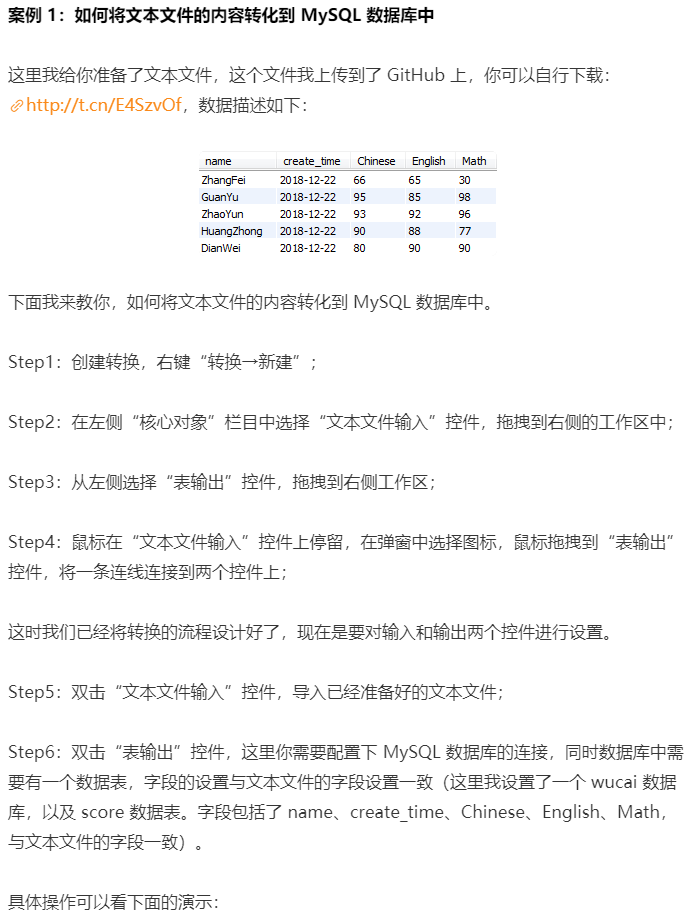 案例 1：如何将文本文件的内容转化到 MySQL 数据库中
这里我给你准备了文本文件，这个文件我上传到了 GitHub 上，你可以自行下载：
http://t.cn/E4SzvOf，数据描述如下：
name create_time Chinese English Math
ZhangFei 2018-12-22 66 65 30
GuanYu 2018-12-22 95 85 98
ZhaoYun 2018-12-22 93 92 96
HuangZhong 2018-12-22 90 88 77
DianWei 2018-12-22 80 90 90
下面我来教你，如何将文本文件的内容转化到 MySQL 数据库中。
Step1：创建转换，右键“转换→新建”；
Step2：在左侧“核心对象”栏目中选择“文本文件输入”控件，拖拽到右侧的工作区中；
Step3：从左侧选择“表输出”控件，拖拽到右侧工作区；
Step4：鼠标在“文本文件输入”控件上停留，在弹窗中选择图标，鼠标拖拽到“表输出”
控件，将一条连线连接到两个控件上；
这时我们已经将转换的流程设计好了，现在是要对输入和输出两个控件进行设置。
Step5：双击“文本文件输入”控件，导入已经准备好的文本文件；
Step6：双击“表输出”控件，这里你需要配置下 MySQL 数据库的连接，同时数据库中需
要有一个数据表，字段的设置与文本文件的字段设置一致（这里我设置了一个 wucai 数据
库，以及 score 数据表。字段包括了 name、create_time、Chinese、English、Math，
与文本文件的字段一致）。
具体操作可以看下面的演示：